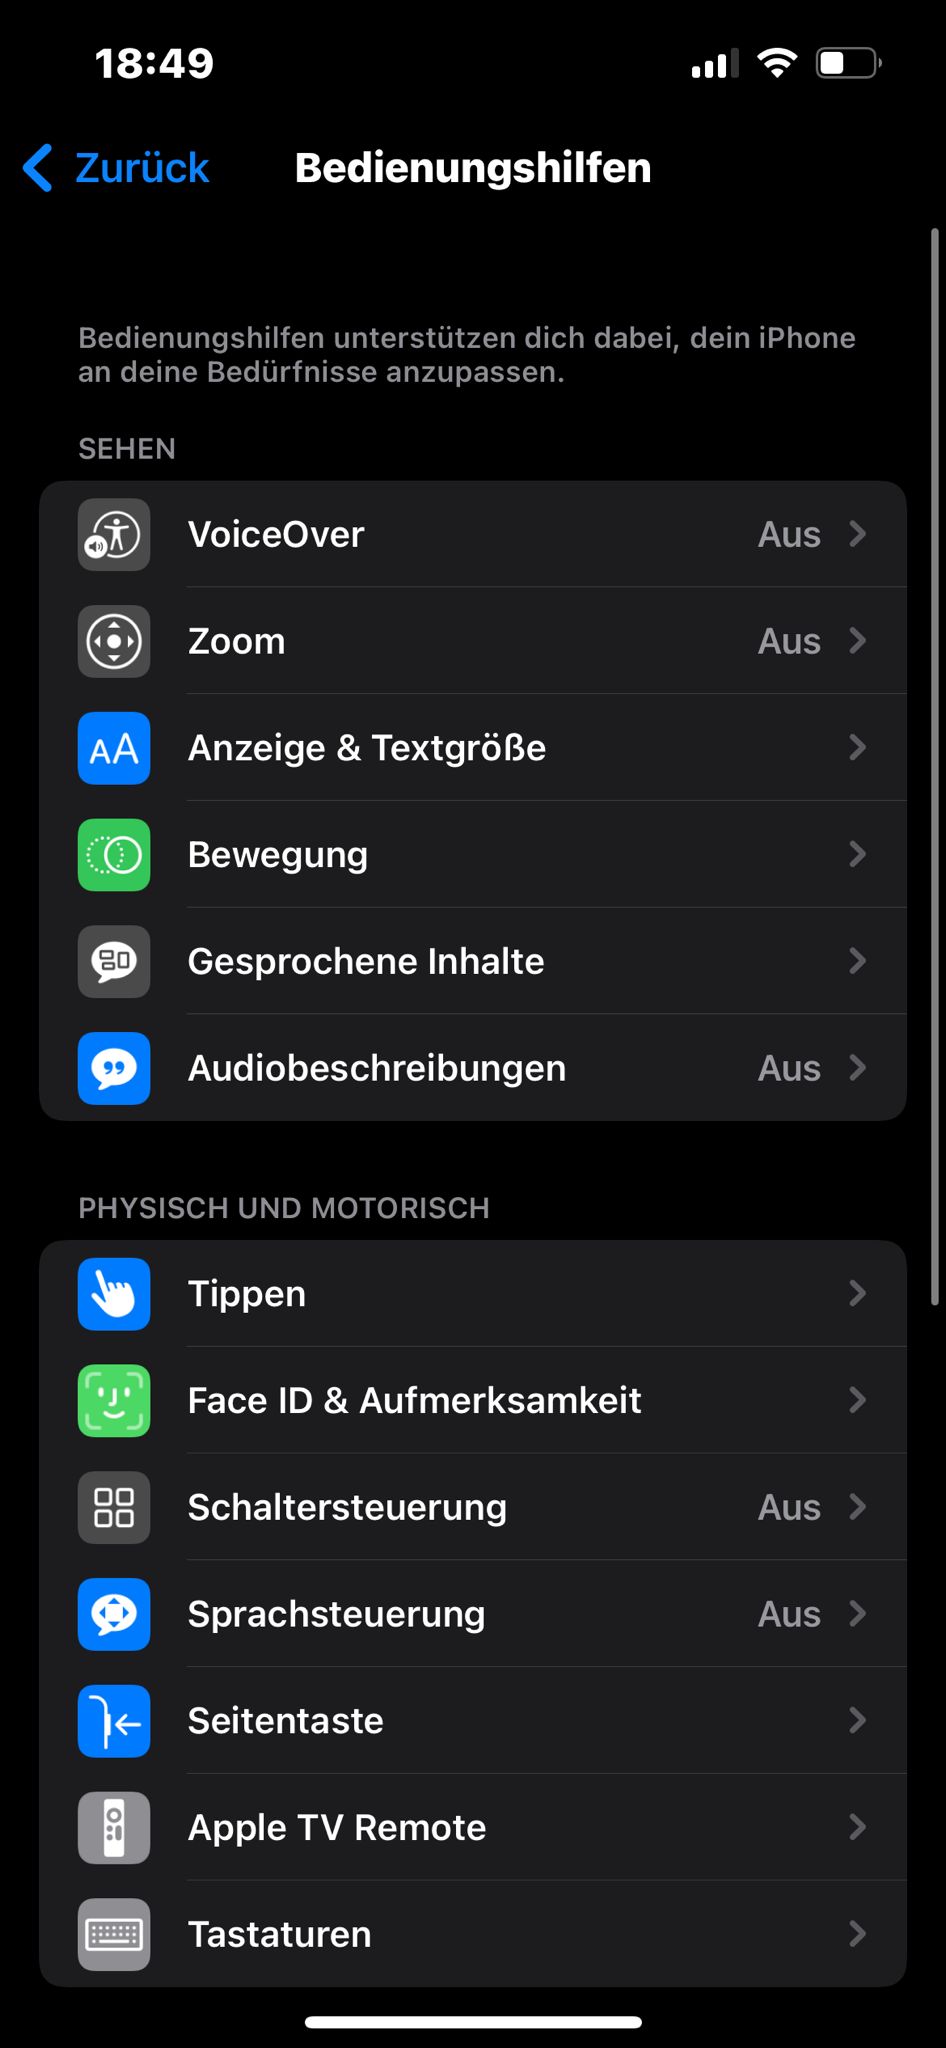 18:49
Zurück
Bedienungshilfen
Bedienungshilfen unterstützen dich dabei, dein iPhone
an deine Bedürfnisse anzupassen.
SEHEN
VoiceOver Aus
Zoom Aus
AA Anzeige & Textgröße
Bewegung
Gesprochene Inhalte
Audiobeschreibungen Aus
PHYSISCH UND MOTORISCH
Tippen
Face ID & Aufmerksamkeit
Schaltersteuerung Aus
Sprachsteuerung Aus
Seitentaste
Apple TV Remote
Tastaturen